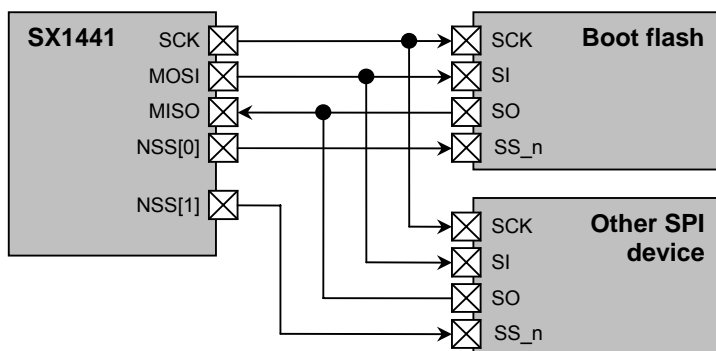 SX1441
SCK
MOSI
MISO
NSS[0]
NSS[1]
Boot flash
SCK
SI
SO
SS_n
Other SPI
device
SCK
SI
SO
SS_n